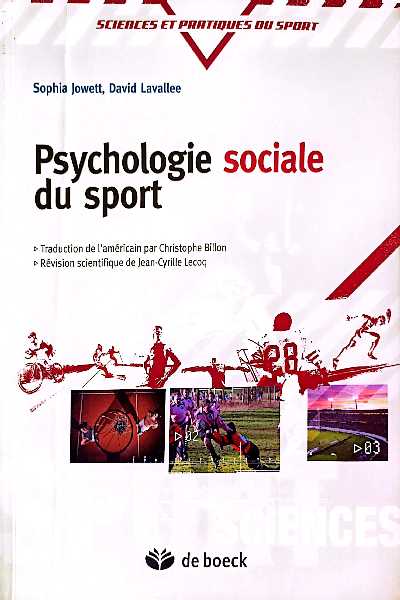 SCIENCES ET PRATIQUES DU SPORT
Sophia Jowett, David Lavallee
Psychologie sociale
du sport
▹ Traduction de l'américain par Christophe Billon
▹ Révision scientifique de Jean-Cyrille Lecoq
28
▷02
▷03
SCIENCES
de boeck